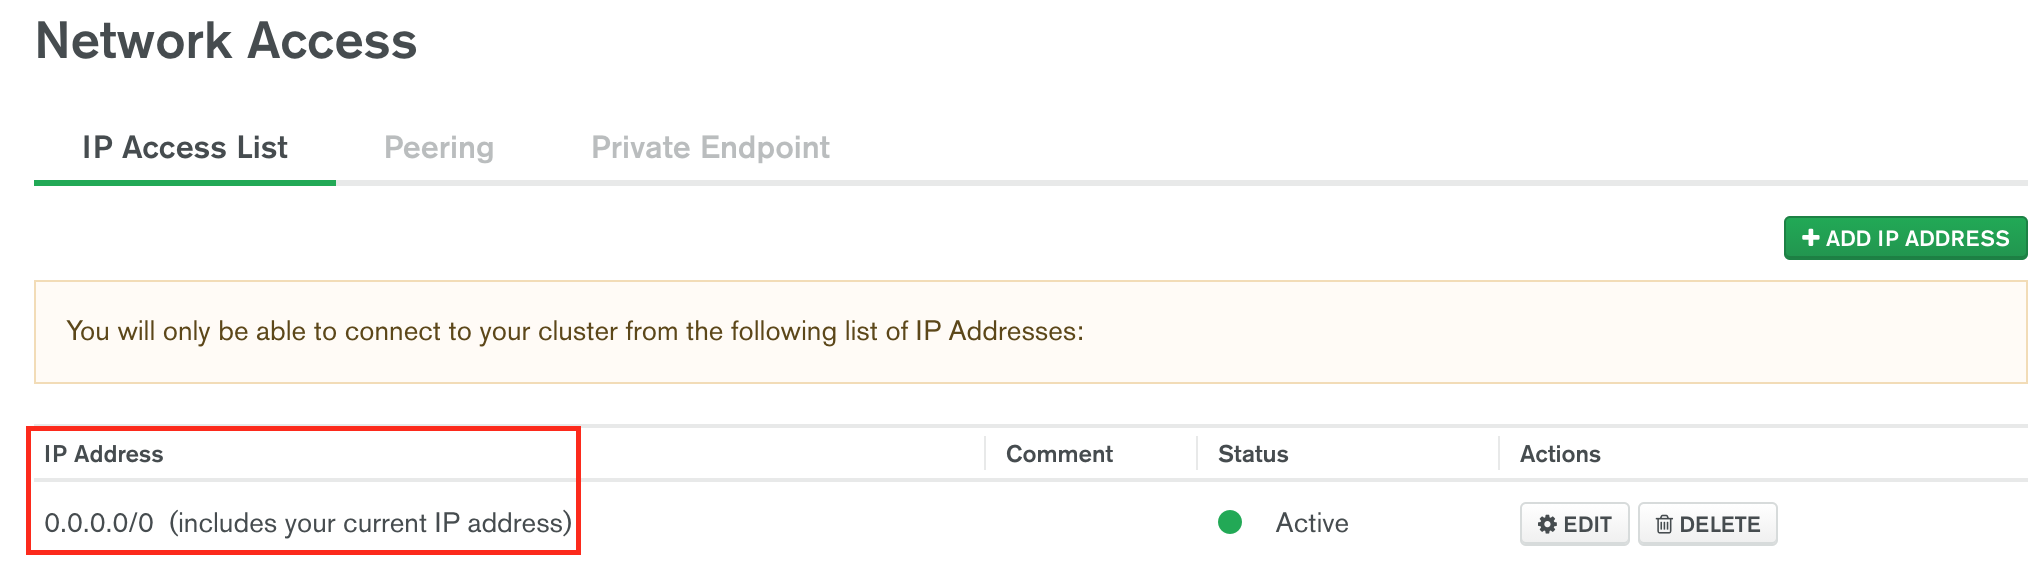 Network Access
IP Access List Peering Private Endpoint
ADD IP ADDRESS
You will only be able to connect to your cluster from the following list of IP Addresses:
IP Address Comment Status Actions
0.0.0.0/0 (includes your current IP address) Active EDIT DELETE